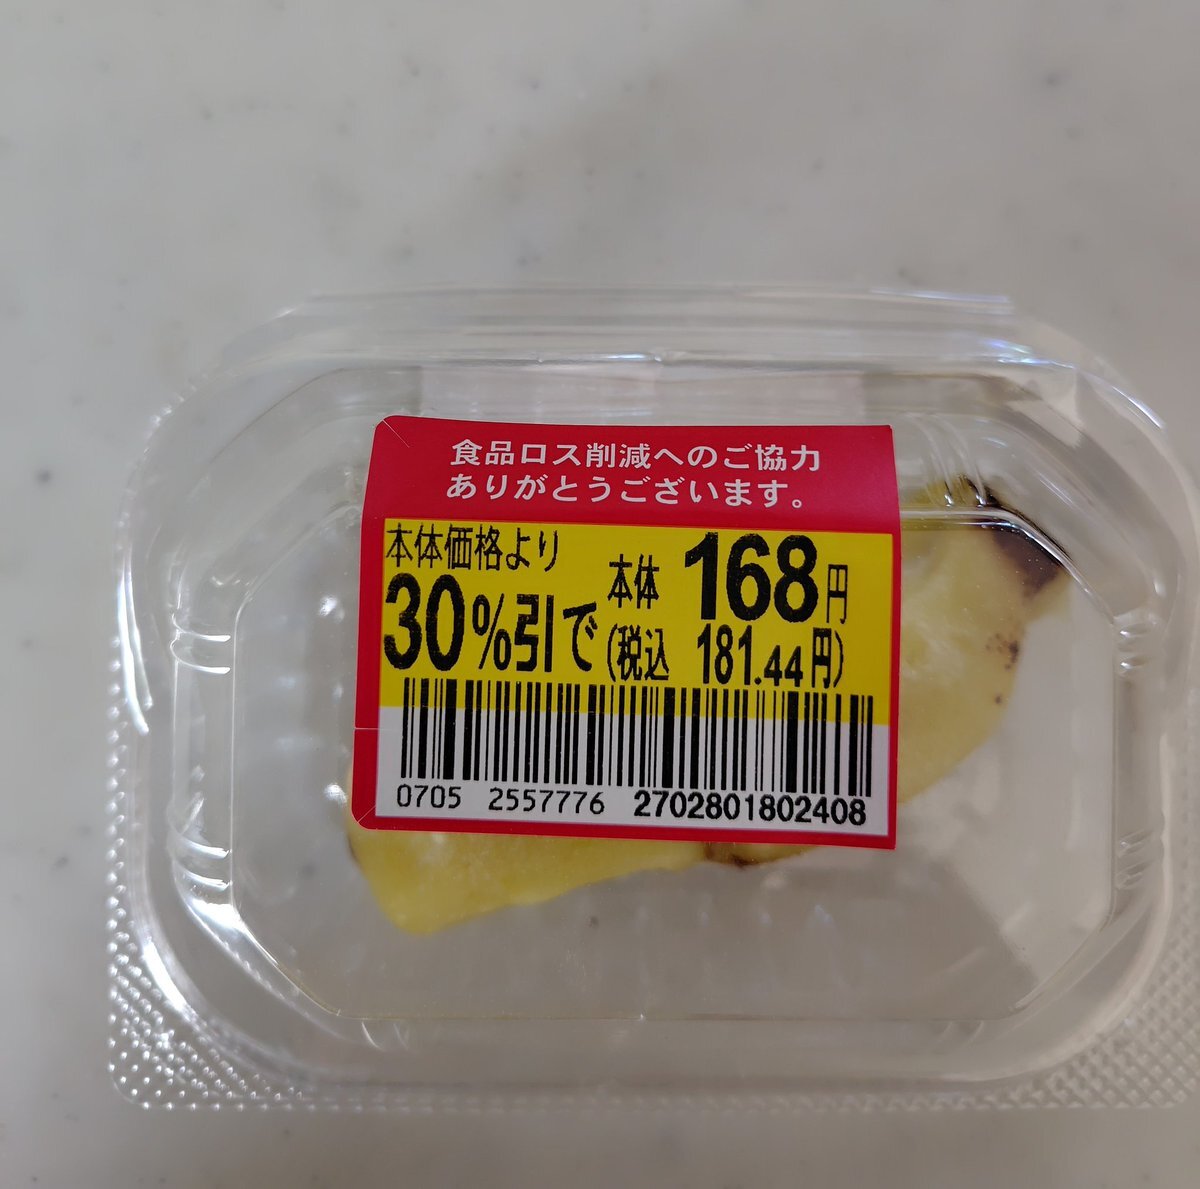 食品ロス削減へのご協力
ありがとうございます。
本体価格より
30%引で
本体 168円
(税込 181.44円)
0705 2557776 2702801802408